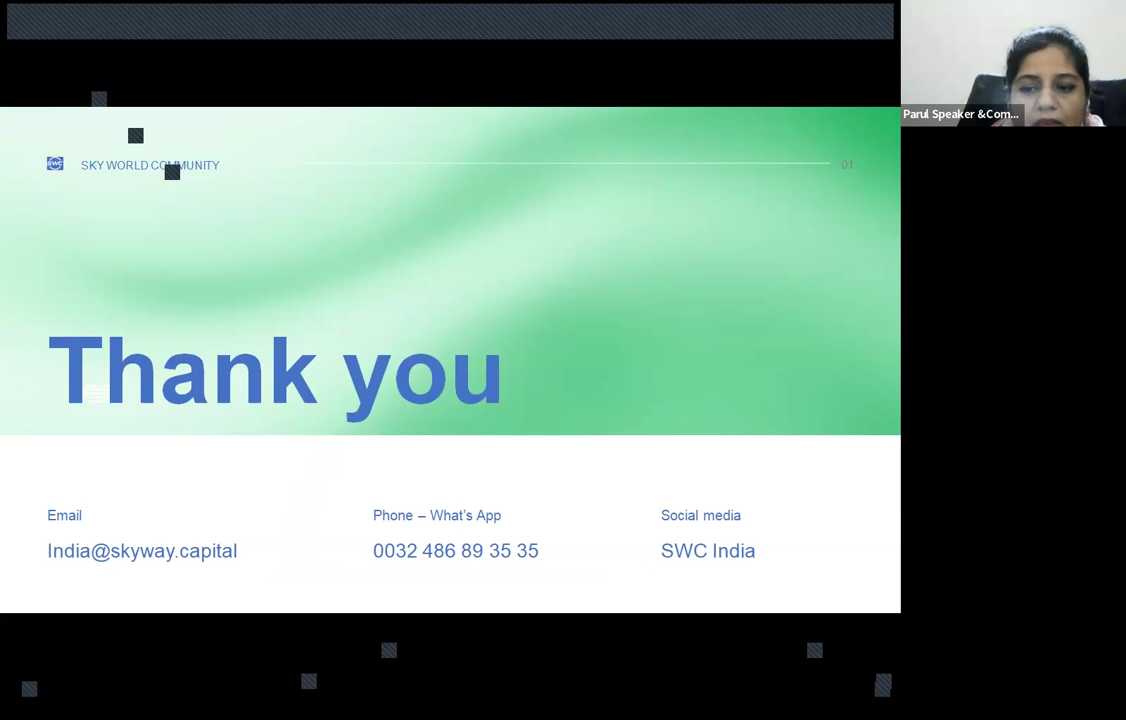 Parul Speaker &Com...
SWC
SKY WORLD COMMUNITY
01
Thank you
Email
Phone – What's App
Social media
India@skyway.capital
0032 486 89 35 35
SWC India